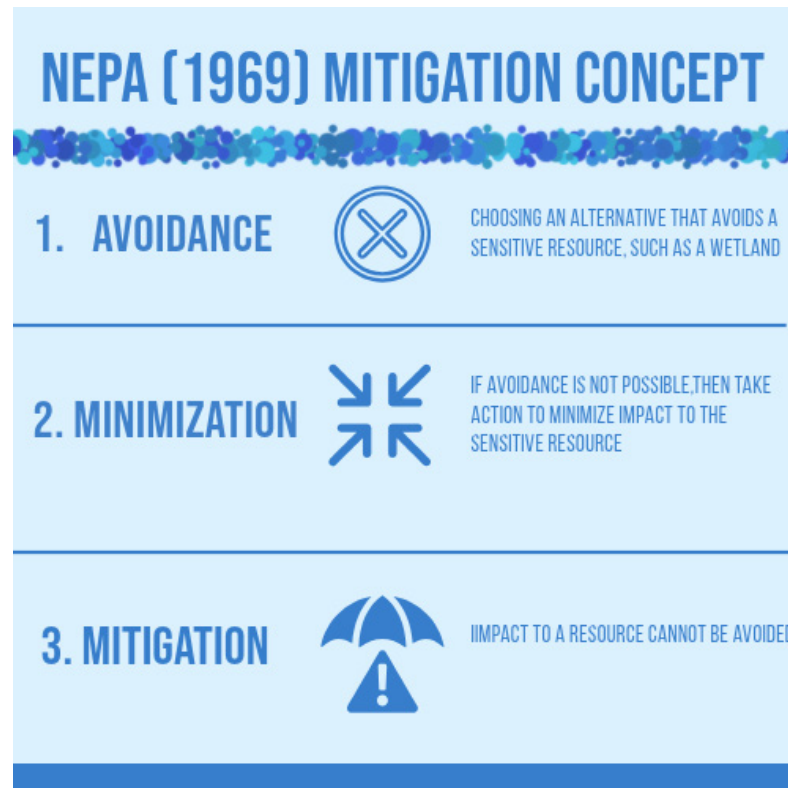 NEPA (1969) MITIGATION CONCEPT
1. AVOIDANCE
CHOOSING AN ALTERNATIVE THAT AVOIDS A
SENSITIVE RESOURCE, SUCH AS A WETLAND
2. MINIMIZATION
IF AVOIDANCE IS NOT POSSIBLE,THEN TAKE
ACTION TO MINIMIZE IMPACT TO THE
SENSITIVE RESOURCE
3. MITIGATION
IIMPACT TO A RESOURCE CANNOT BE AVOIDED